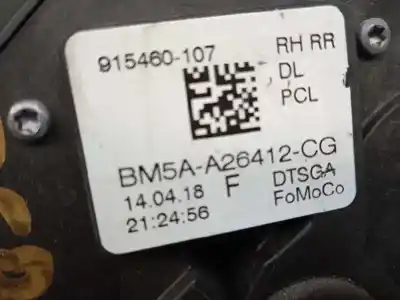 915460-107
RH RR
DL
PCL
BM5A-A26412-CG
14.04.18 F DTSGA
21:24:56 FoMoCo